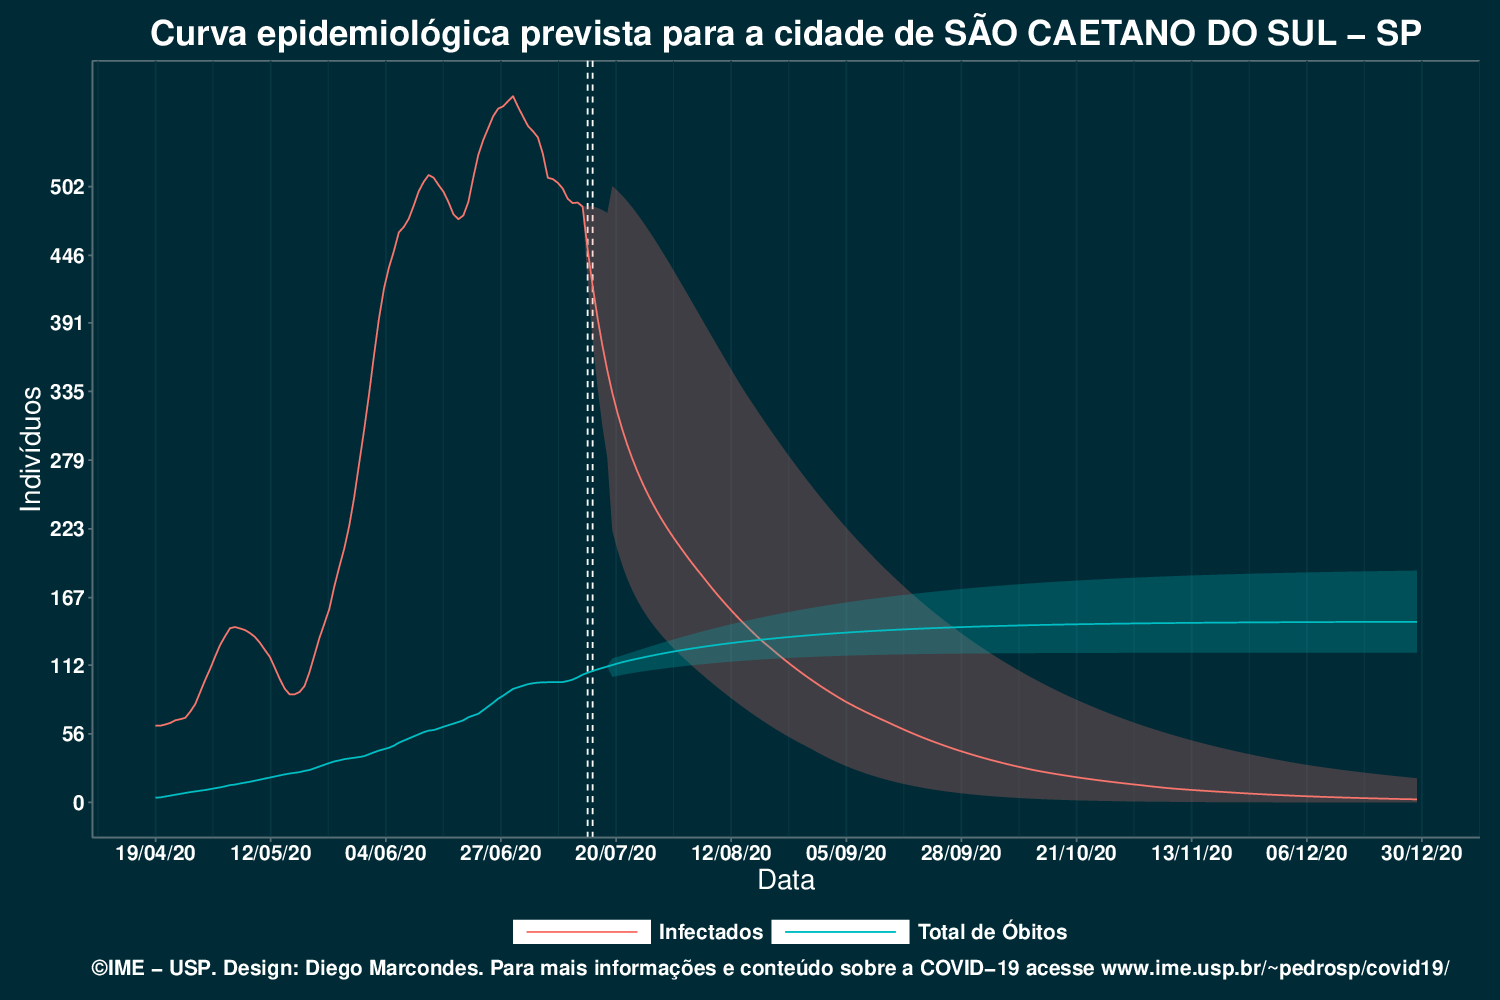 Curva epidemiológica prevista para a cidade de SÃO CAETANO DO SUL – SP
Indivíduos
502
446
391
335
279
223
167
112
56
0
19/04/20 12/05/20 04/06/20 27/06/20 20/07/20 12/08/20 05/09/20 28/09/20 21/10/20 13/11/20 06/12/20 30/12/20
Data
Infectados Total de Óbitos
©IME – USP. Design: Diego Marcondes. Para mais informações e conteúdo sobre a COVID–19 acesse www.ime.usp.br/~pedrosp/covid19/